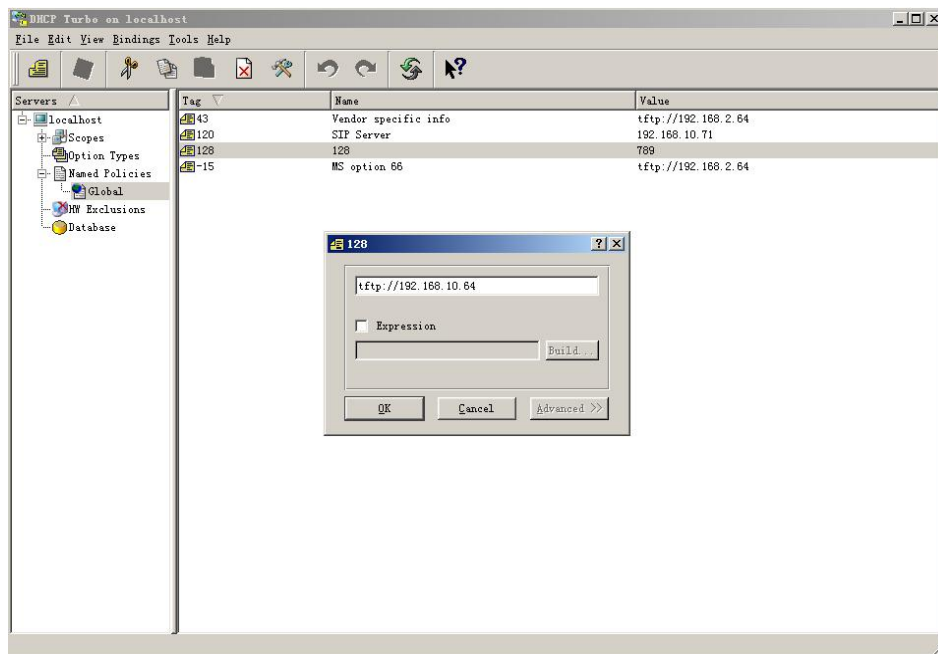 DHCP Turbo on localhost
File Edit View Bindings Tools Help
Servers Tag Name Value
localhost
Scopes
Option Types
Named Policies
Global
HW Exclusions
Database
43 Vendor specific info tftp://192.168.2.64
120 SIP Server 192.168.10.71
128 128 789
-15 MS option 66 tftp://192.168.2.64
128
tftp://192.168.10.64
Expression
Build...
OK Cancel Advanced >>